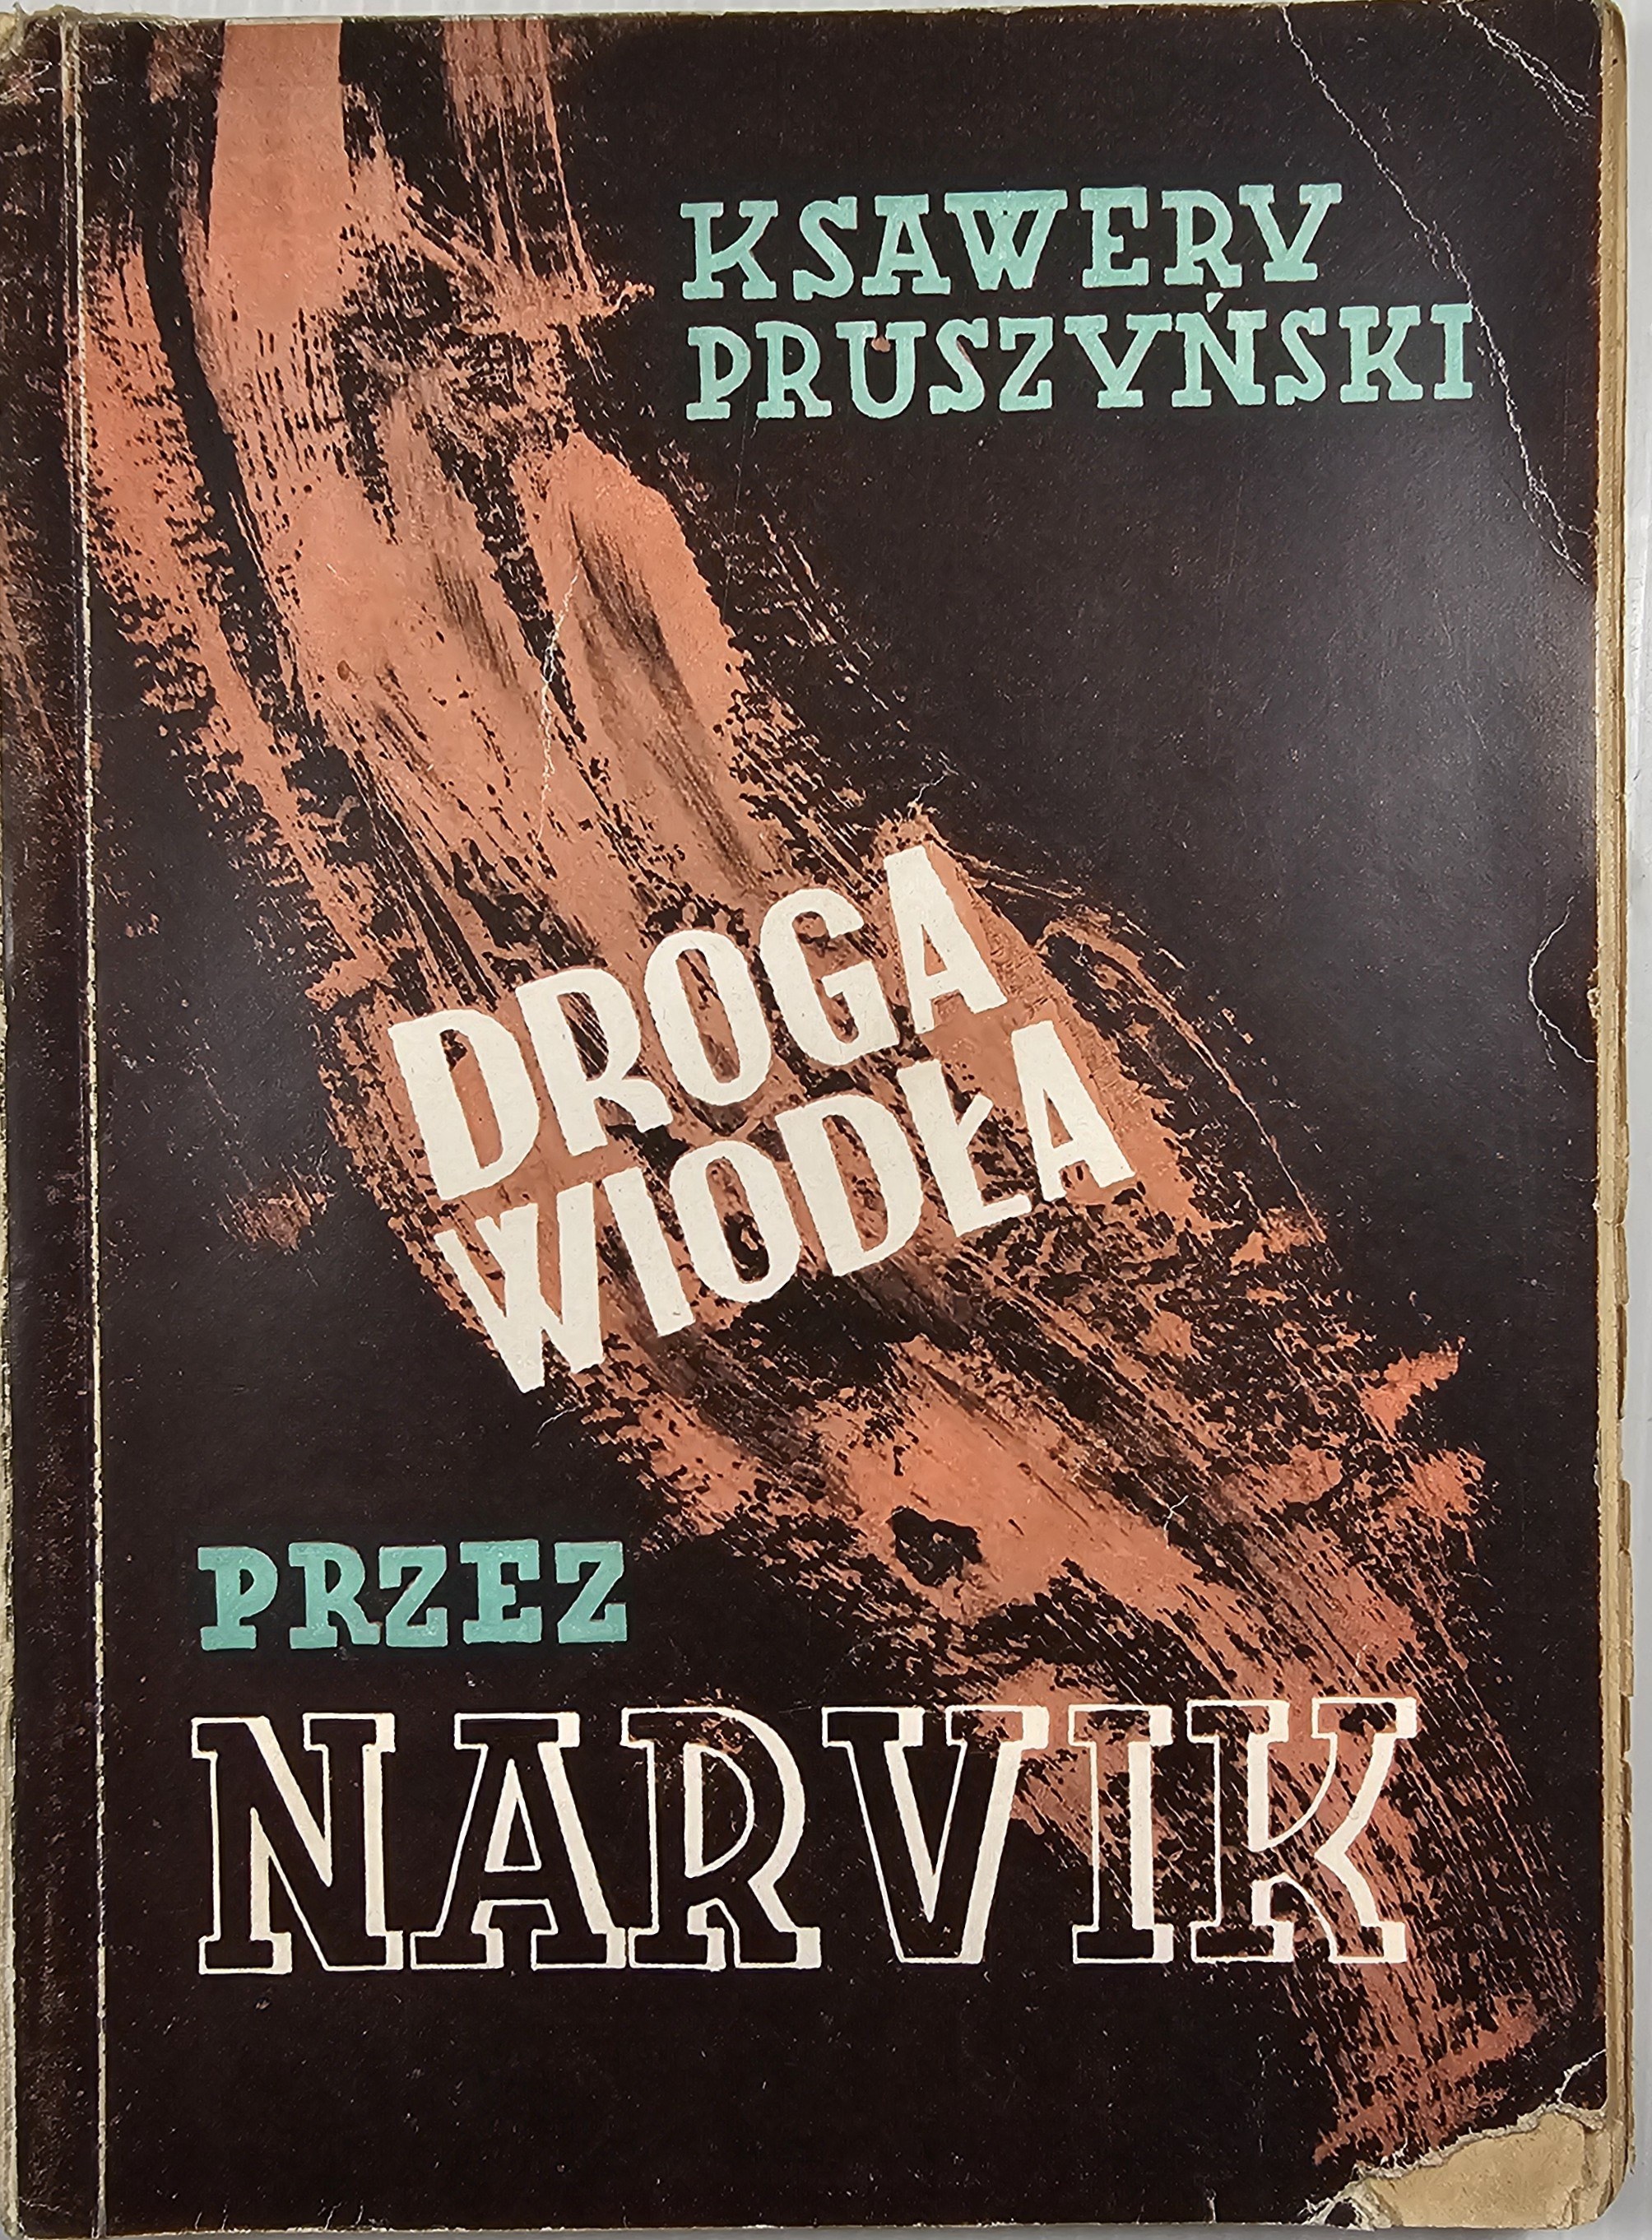 KSAWERY
PRUSZYŃSKI
DROGA
WIODŁA
PRZEZ
NARVIK